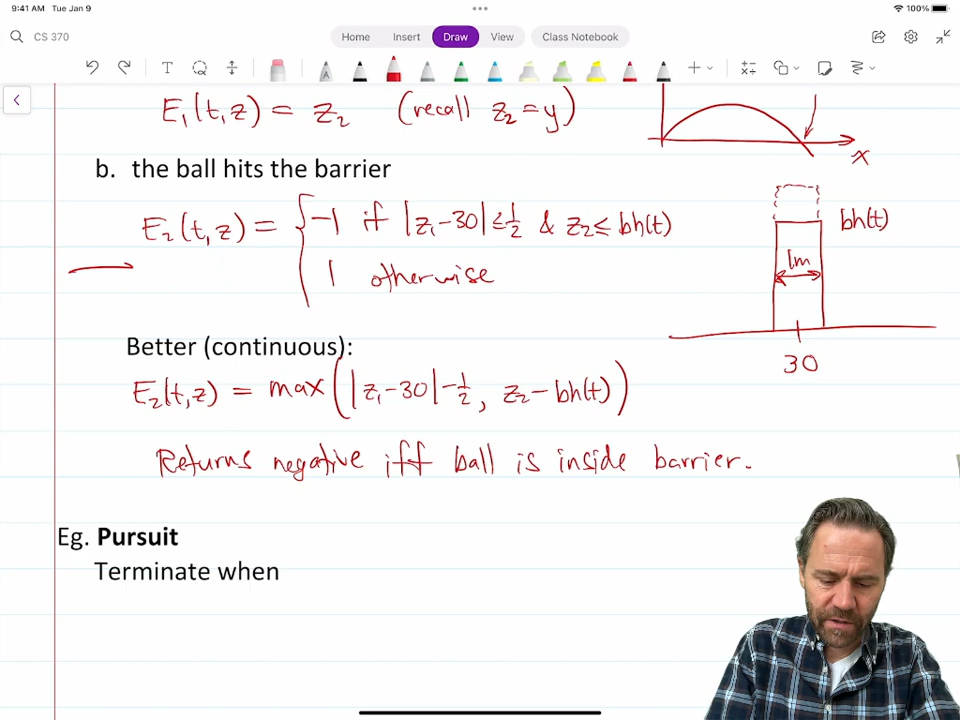 9:41 AM Tue Jan 9
100%
CS 370
Home Insert Draw View Class Notebook
E₁(t,z) = z₂ (recall z₂=y)
x
b. the ball hits the barrier
E₂(t,z) = { -1 if |z₁-30| ≤ 1/2 & z₂ ≤ bh(t)
1 otherwise
bh(t)
1m
30
Better (continuous):
E₂(t,z) = max(|z₁-30|-1/2, z₂-bh(t))
Returns negative iff ball is inside barrier.
Eg. Pursuit
Terminate when